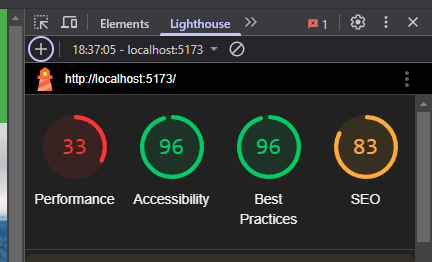 Elements Lighthouse 1
18:37:05 - localhost:5173
http://localhost:5173/
33 96 96 83
Performance Accessibility Best Practices SEO